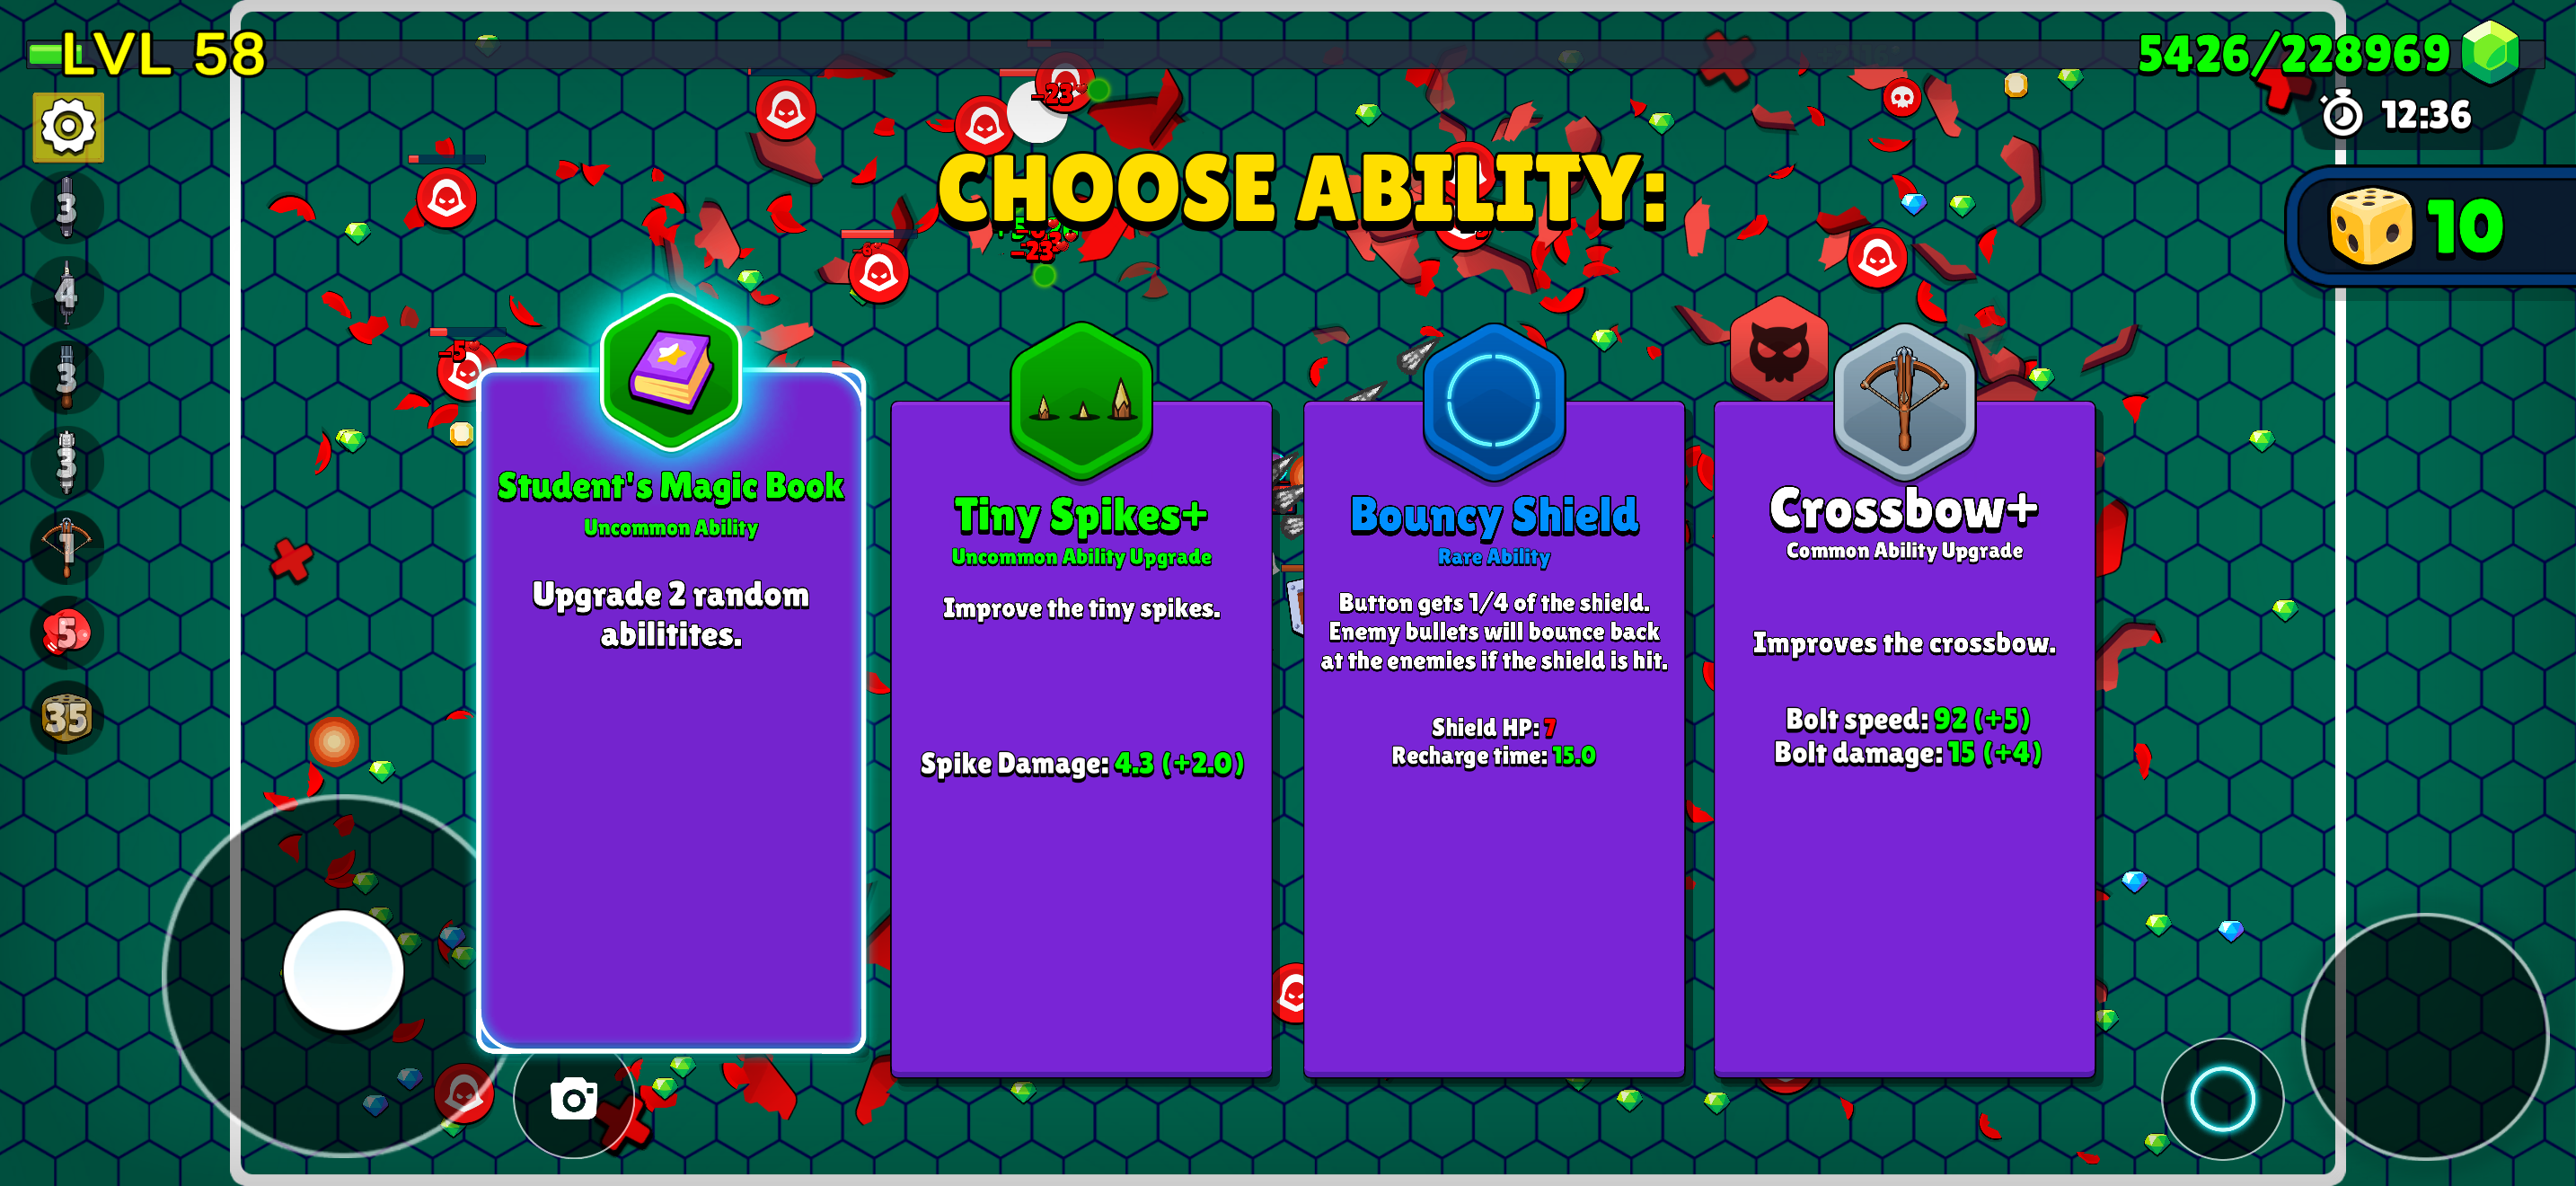 LVL 58
5426/228969
12:36
10
3
4
3
3
1
5
35
-23
-23
-5
CHOOSE ABILITY:
Student's Magic Book
Uncommon Ability
Upgrade 2 random
abilitites.
Tiny Spikes+
Uncommon Ability Upgrade
Improve the tiny spikes.
Spike Damage: 4.3 (+2.0)
Bouncy Shield
Rare Ability
Button gets 1/4 of the shield.
Enemy bullets will bounce back
at the enemies if the shield is hit.
Shield HP: 7
Recharge time: 15.0
Crossbow+
Common Ability Upgrade
Improves the crossbow.
Bolt speed: 92 (+5)
Bolt damage: 15 (+4)